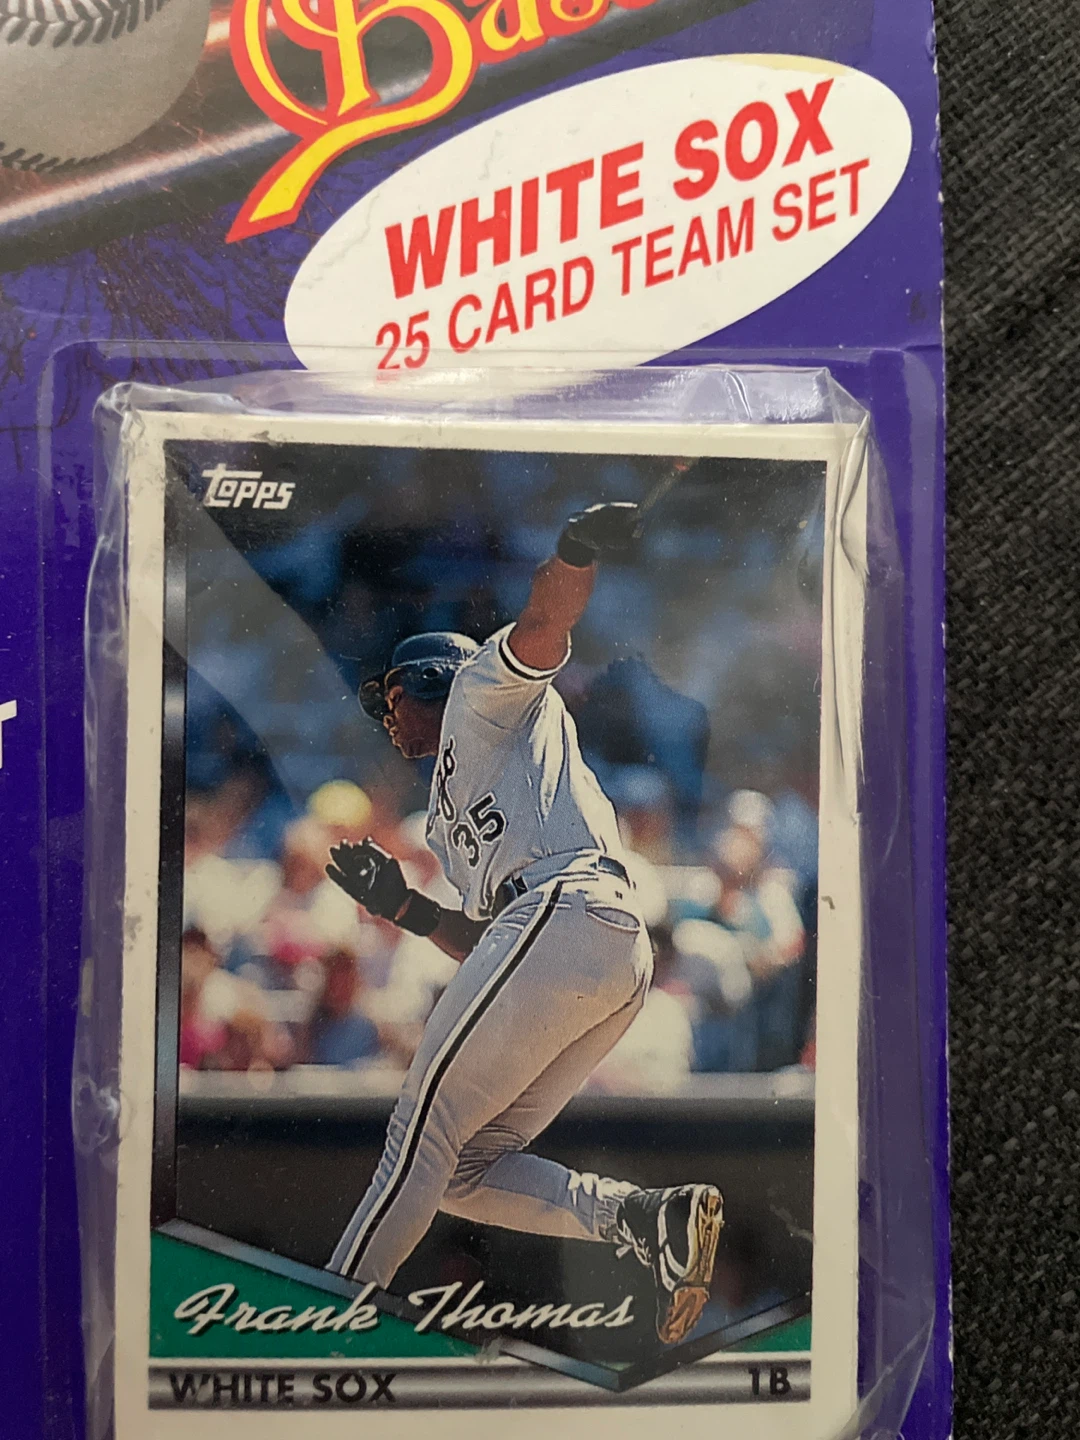 WHITE SOX
25 CARD TEAM SET
TOPPS
35
Frank Thomas
WHITE SOX 1B